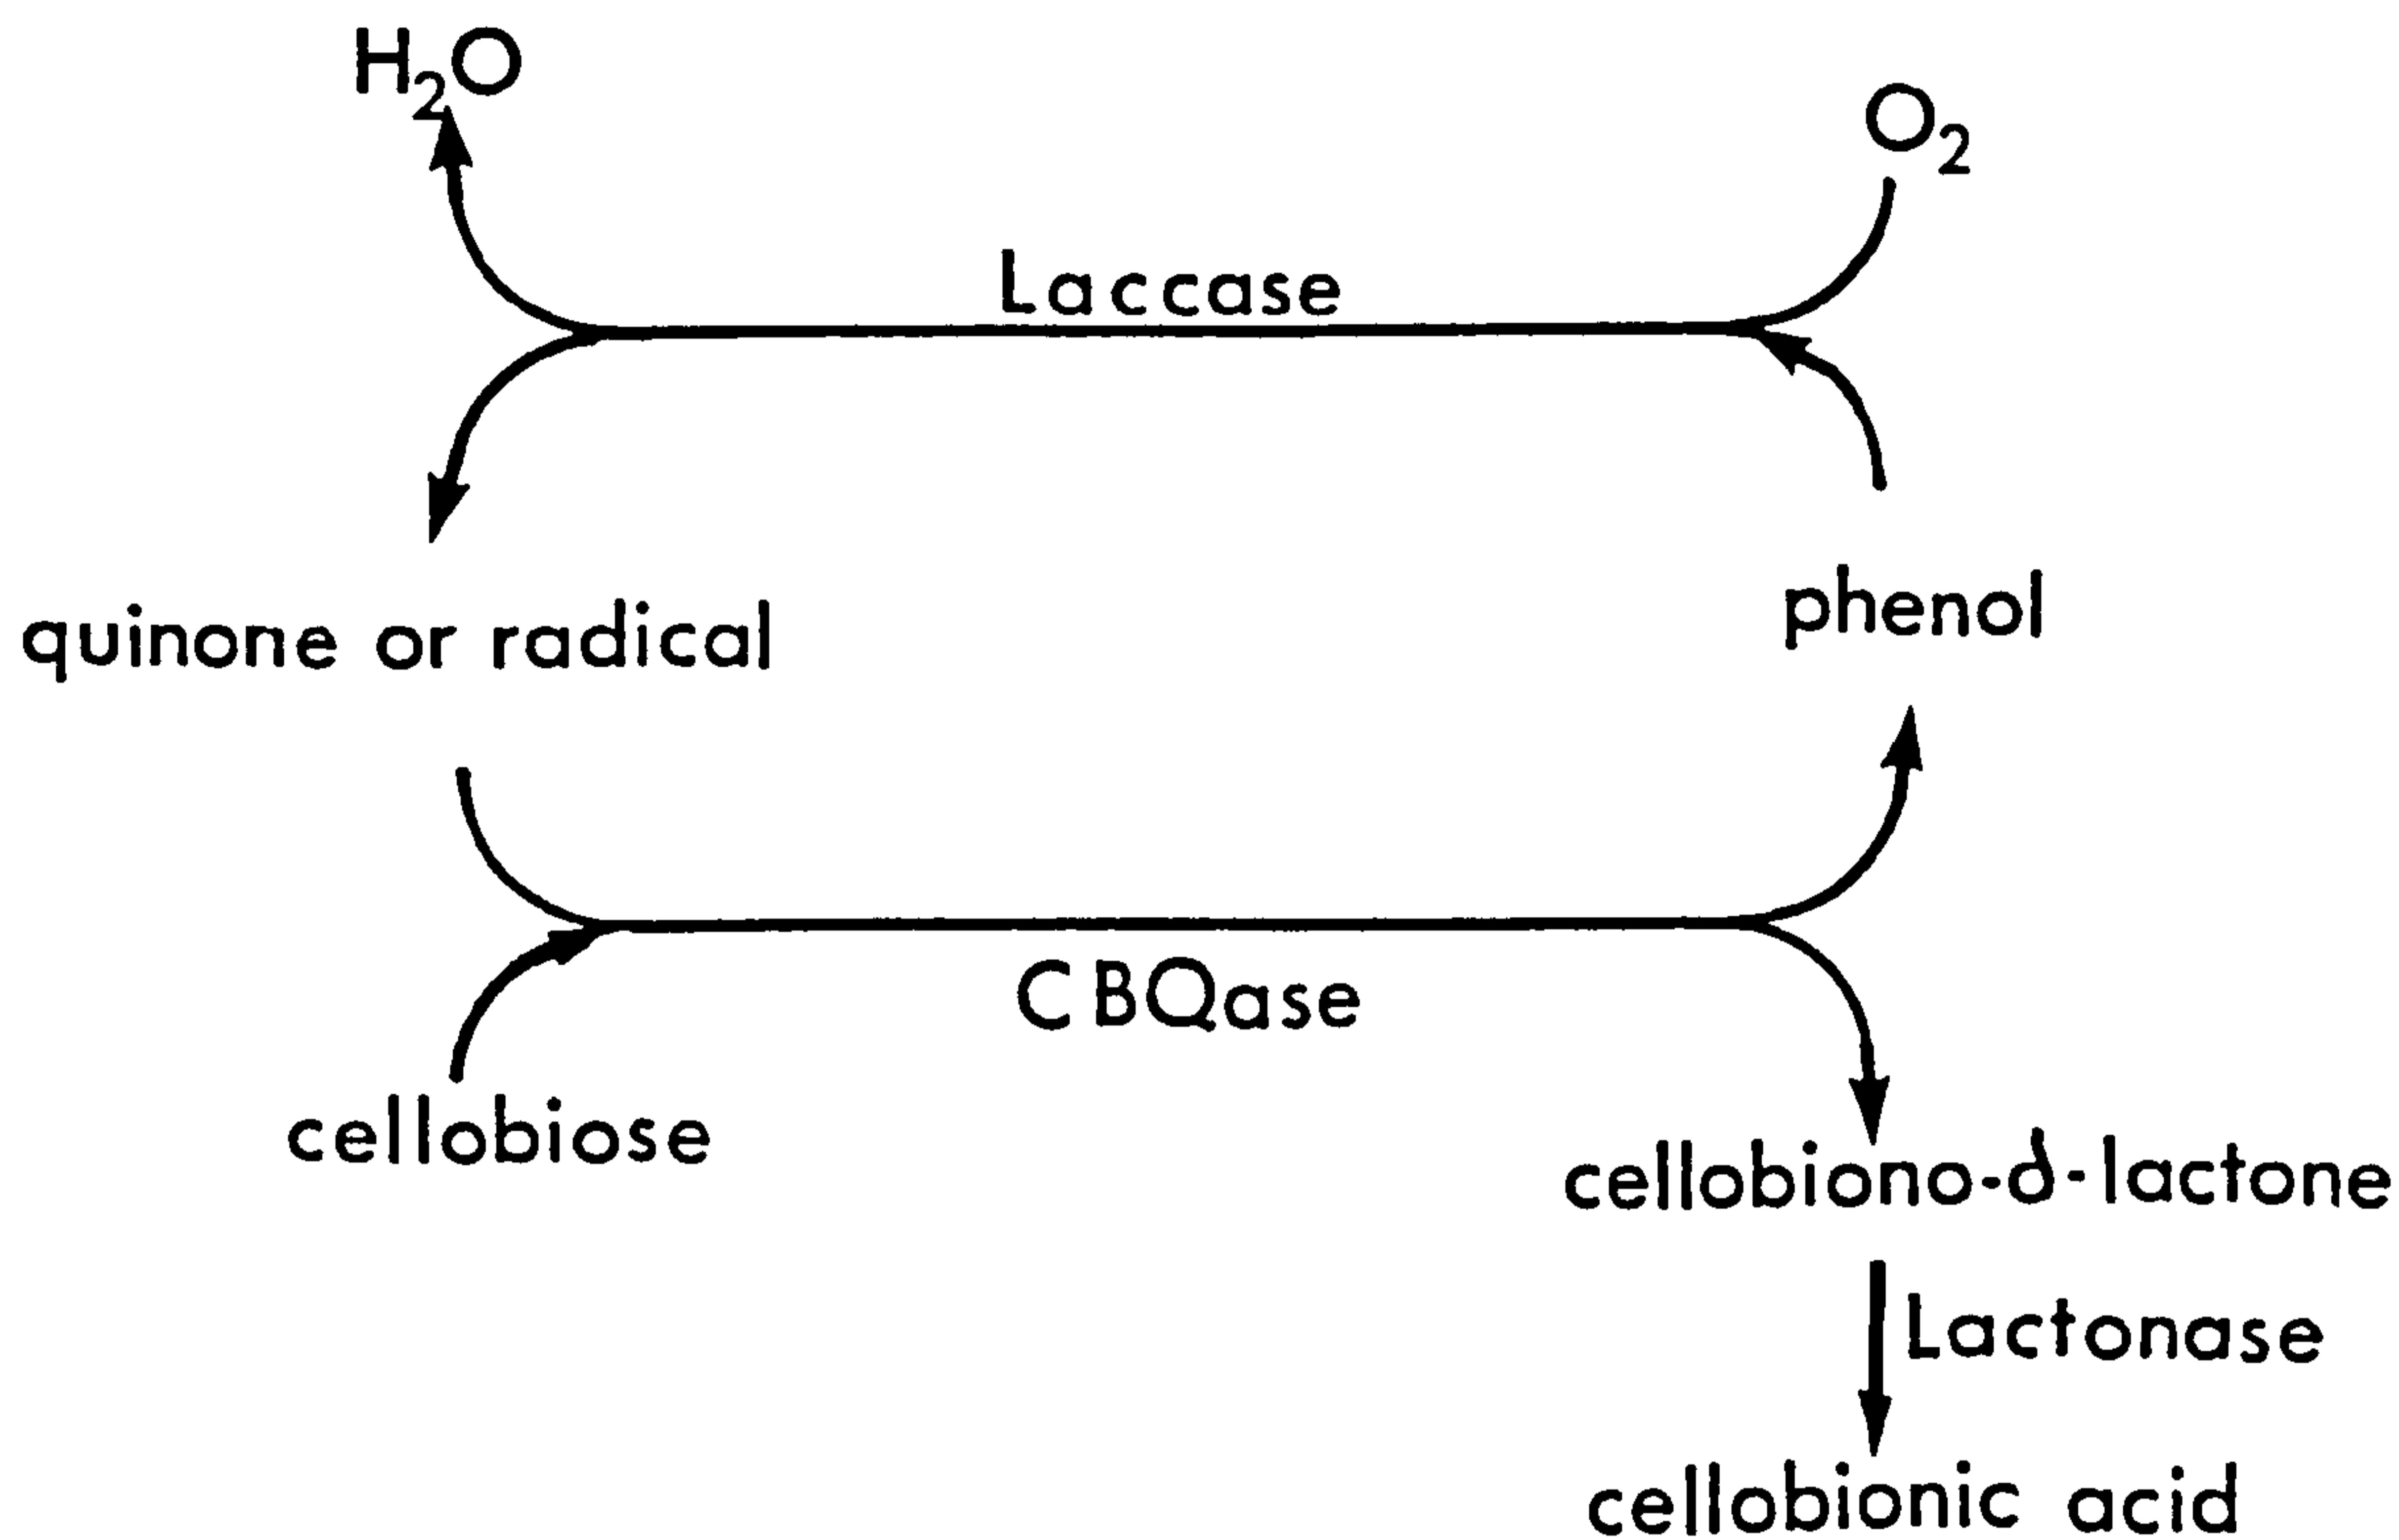 H₂O
O₂
Laccase
quinone or radical
phenol
CBQase
cellobiose
cellobiono-δ-lactone
Lactonase
cellobionic acid